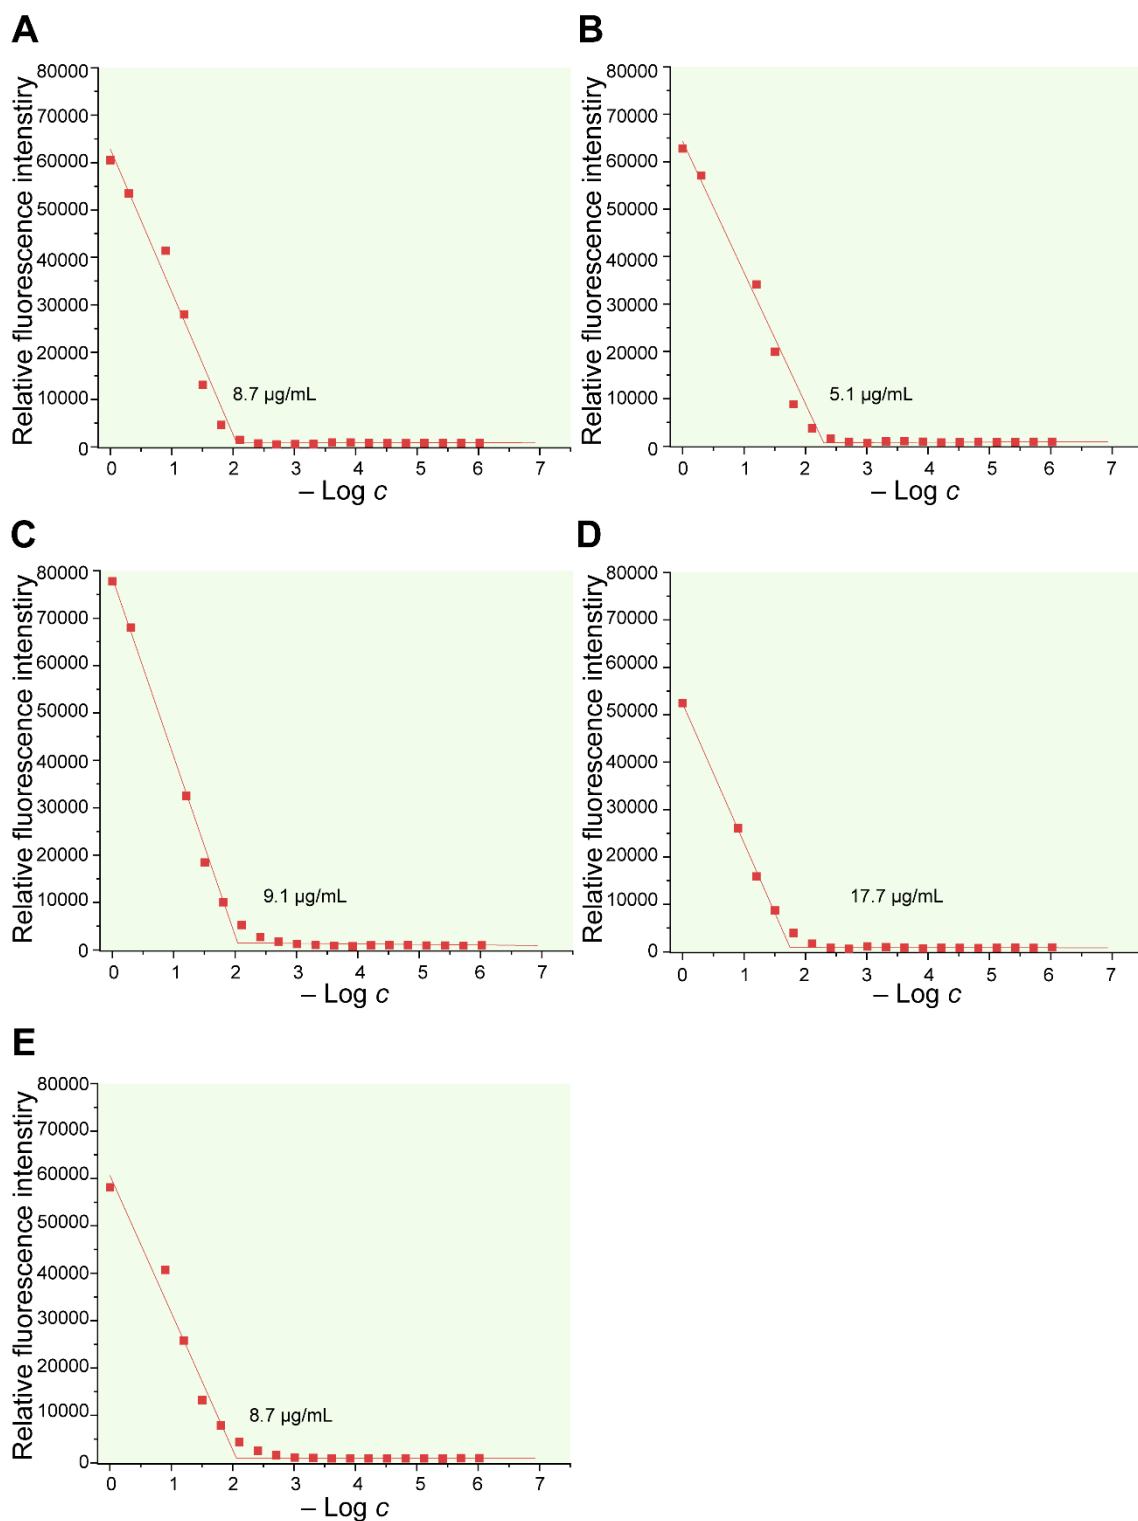 A
Relative fluorescence intenstiry
80000
70000
60000
50000
40000
30000
20000
10000
0
8.7 µg/mL
0 1 2 3 4 5 6 7
– Log c
B
Relative fluorescence intenstiry
80000
70000
60000
50000
40000
30000
20000
10000
0
5.1 µg/mL
0 1 2 3 4 5 6 7
– Log c
C
Relative fluorescence intenstiry
80000
70000
60000
50000
40000
30000
20000
10000
0
9.1 µg/mL
0 1 2 3 4 5 6 7
– Log c
D
Relative fluorescence intenstiry
80000
70000
60000
50000
40000
30000
20000
10000
0
17.7 µg/mL
0 1 2 3 4 5 6 7
– Log c
E
Relative fluorescence intenstiry
80000
70000
60000
50000
40000
30000
20000
10000
0
8.7 µg/mL
0 1 2 3 4 5 6 7
– Log c